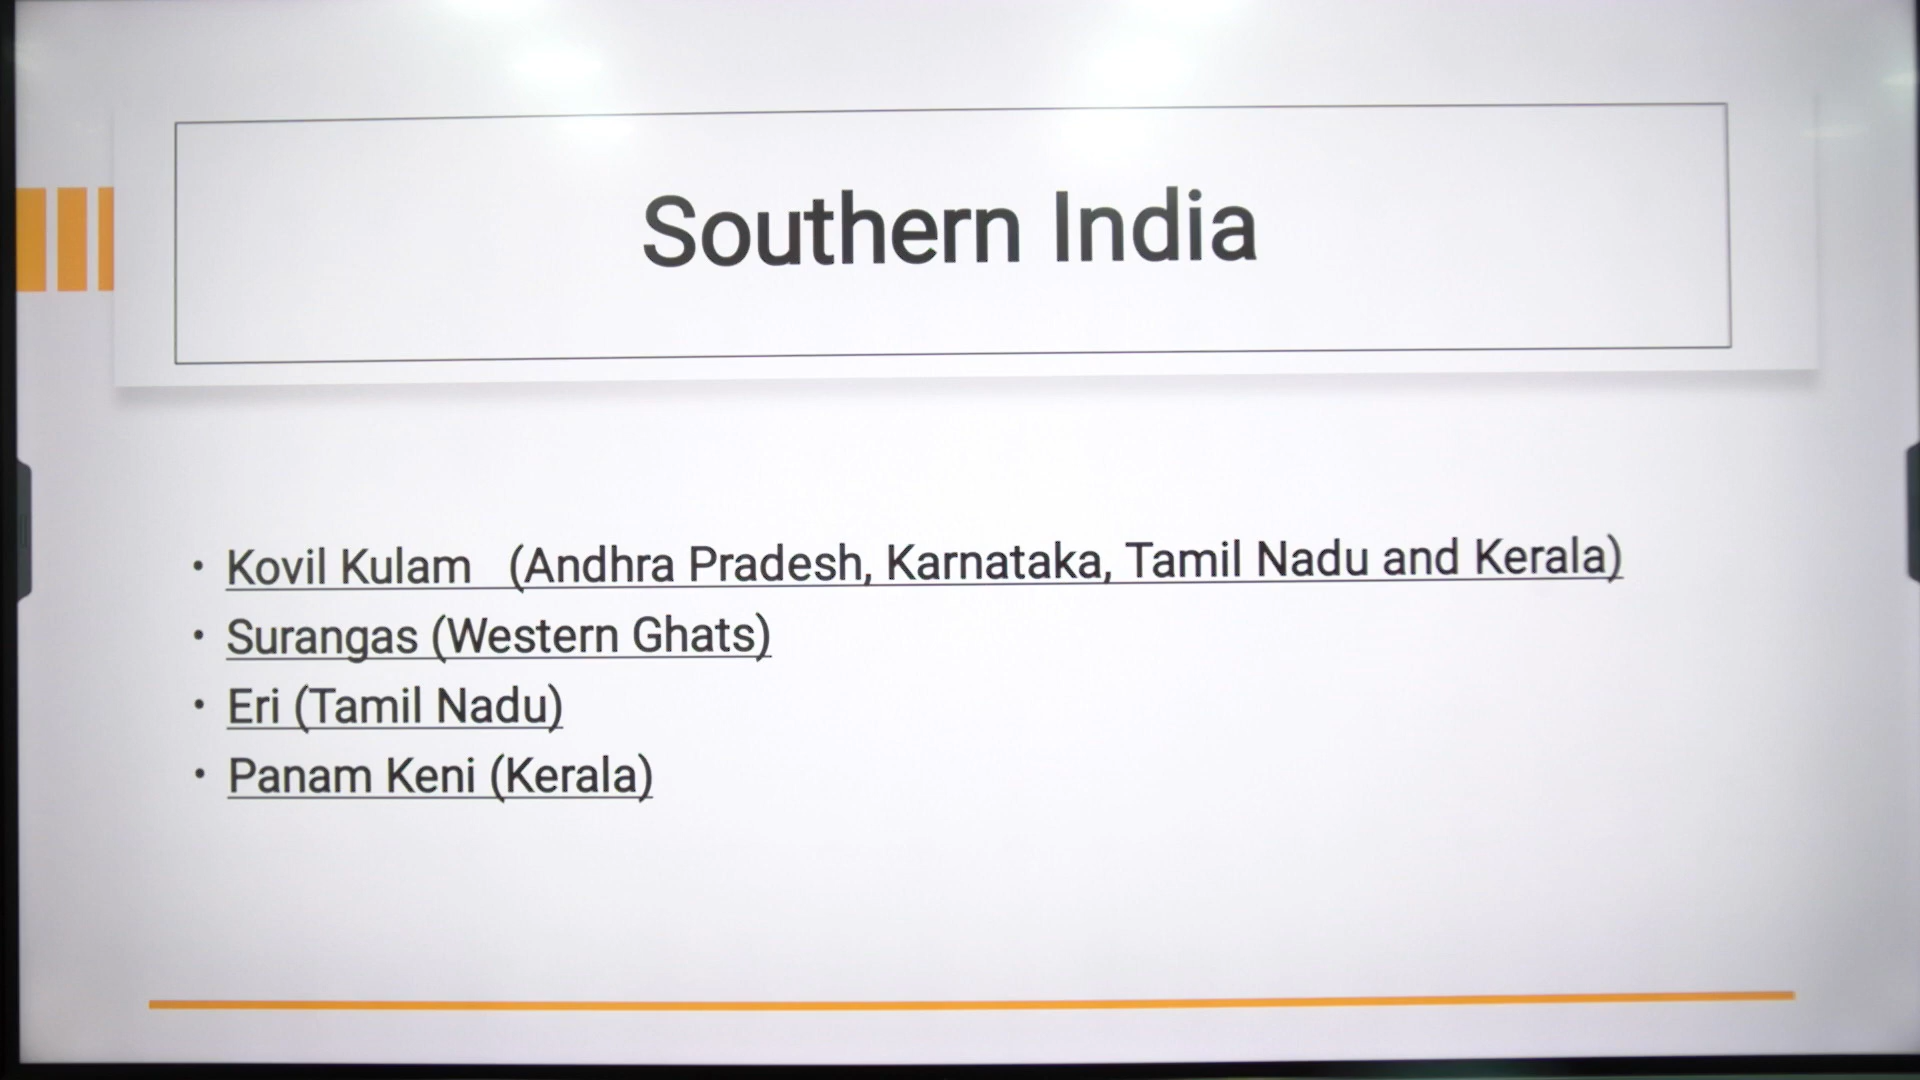 Southern India
• Kovil Kulam (Andhra Pradesh, Karnataka, Tamil Nadu and Kerala)
• Surangas (Western Ghats)
• Eri (Tamil Nadu)
• Panam Keni (Kerala)